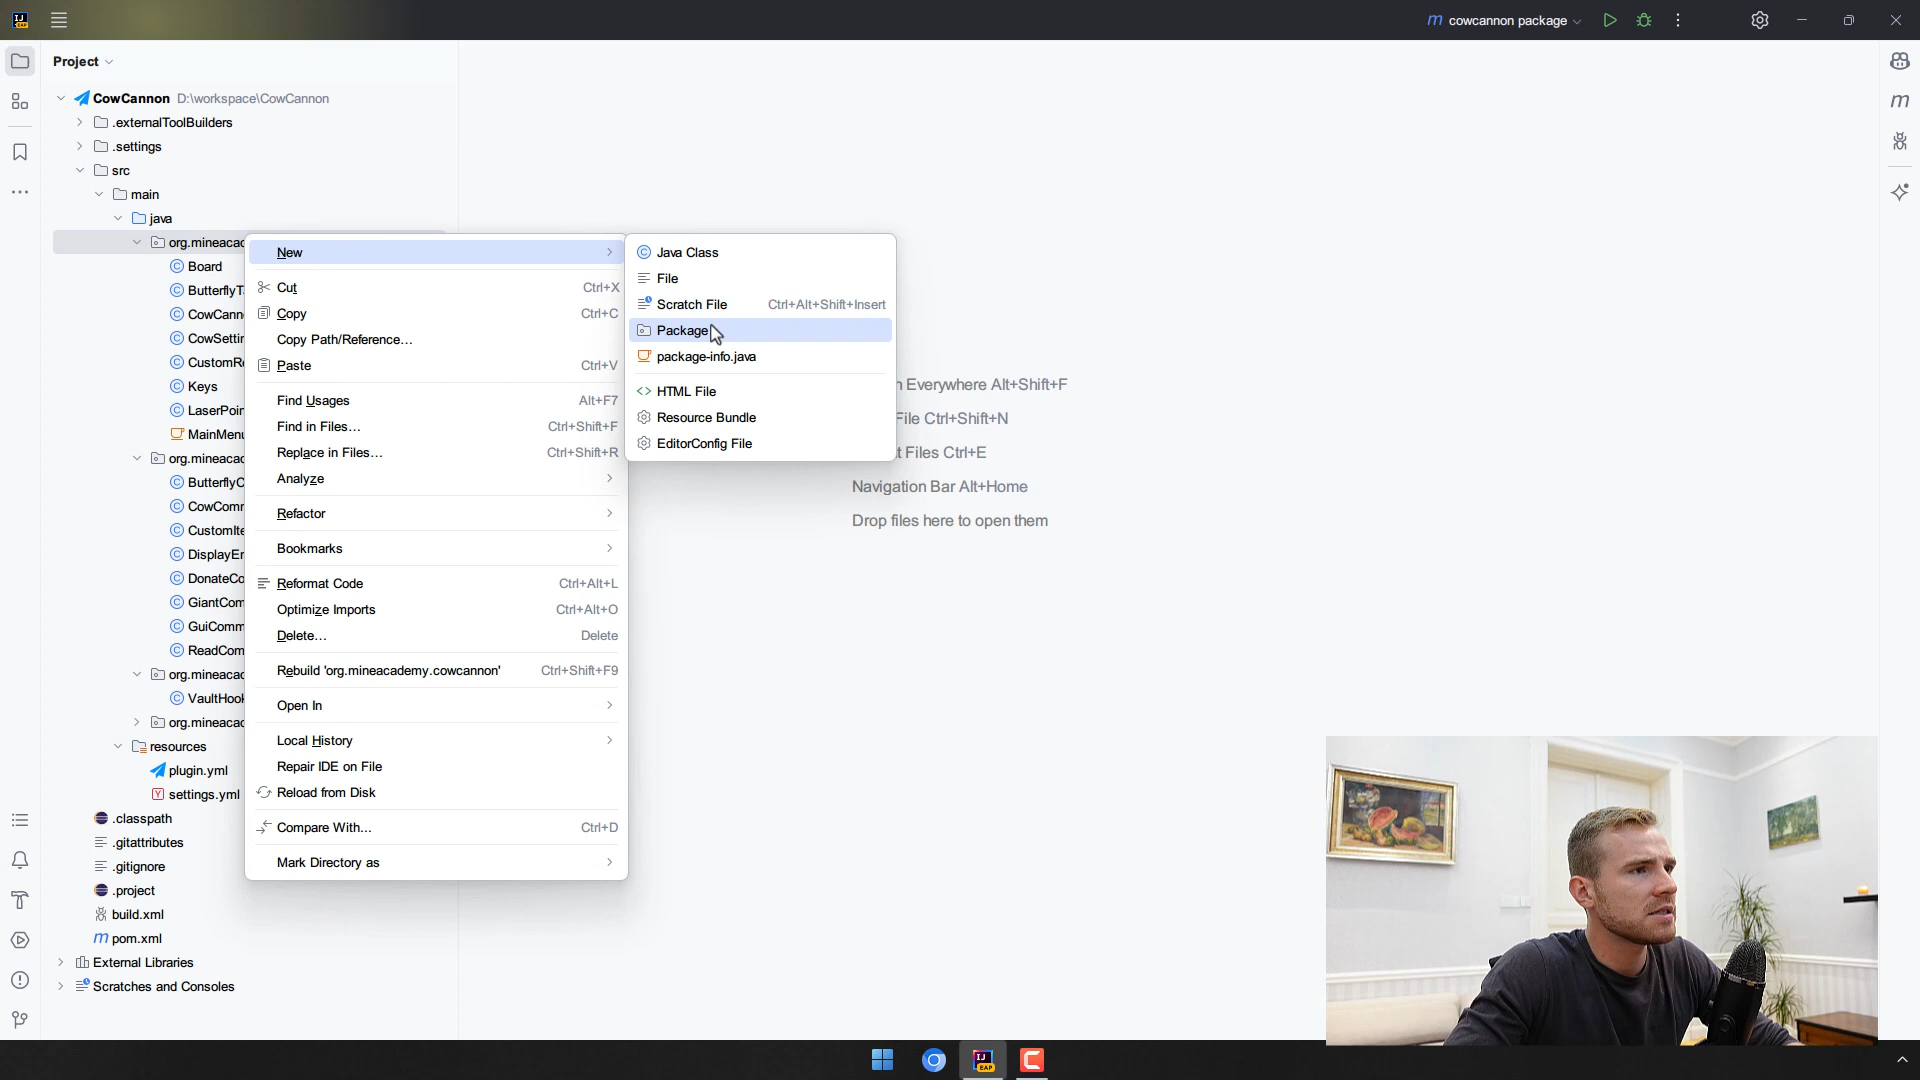 cowcannon package
Project
CowCannon D:\workspace\CowCannon
.externalToolBuilders
.settings
src
main
java
org.mineacac
Board
ButterflyT
CowCann
CowSettin
CustomRe
Keys
LaserPoin
MainMenu
org.mineacac
ButterflyC
CowComm
CustomIte
DisplayEn
DonateCo
GiantCom
GuiComm
ReadCom
org.mineacac
VaultHook
org.mineacac
resources
plugin.yml
settings.yml
.classpath
.gitattributes
.gitignore
.project
build.xml
pom.xml
External Libraries
Scratches and Consoles
New
Cut Ctrl+X
Copy Ctrl+C
Copy Path/Reference...
Paste Ctrl+V
Find Usages Alt+F7
Find in Files... Ctrl+Shift+F
Replace in Files... Ctrl+Shift+R
Analyze
Refactor
Bookmarks
Reformat Code Ctrl+Alt+L
Optimize Imports Ctrl+Alt+O
Delete... Delete
Rebuild 'org.mineacademy.cowcannon' Ctrl+Shift+F9
Open In
Local History
Repair IDE on File
Reload from Disk
Compare With... Ctrl+D
Mark Directory as
Java Class
File
Scratch File Ctrl+Alt+Shift+Insert
Package
package-info.java
HTML File
Resource Bundle
EditorConfig File
h Everywhere Alt+Shift+F
File Ctrl+Shift+N
t Files Ctrl+E
Navigation Bar Alt+Home
Drop files here to open them